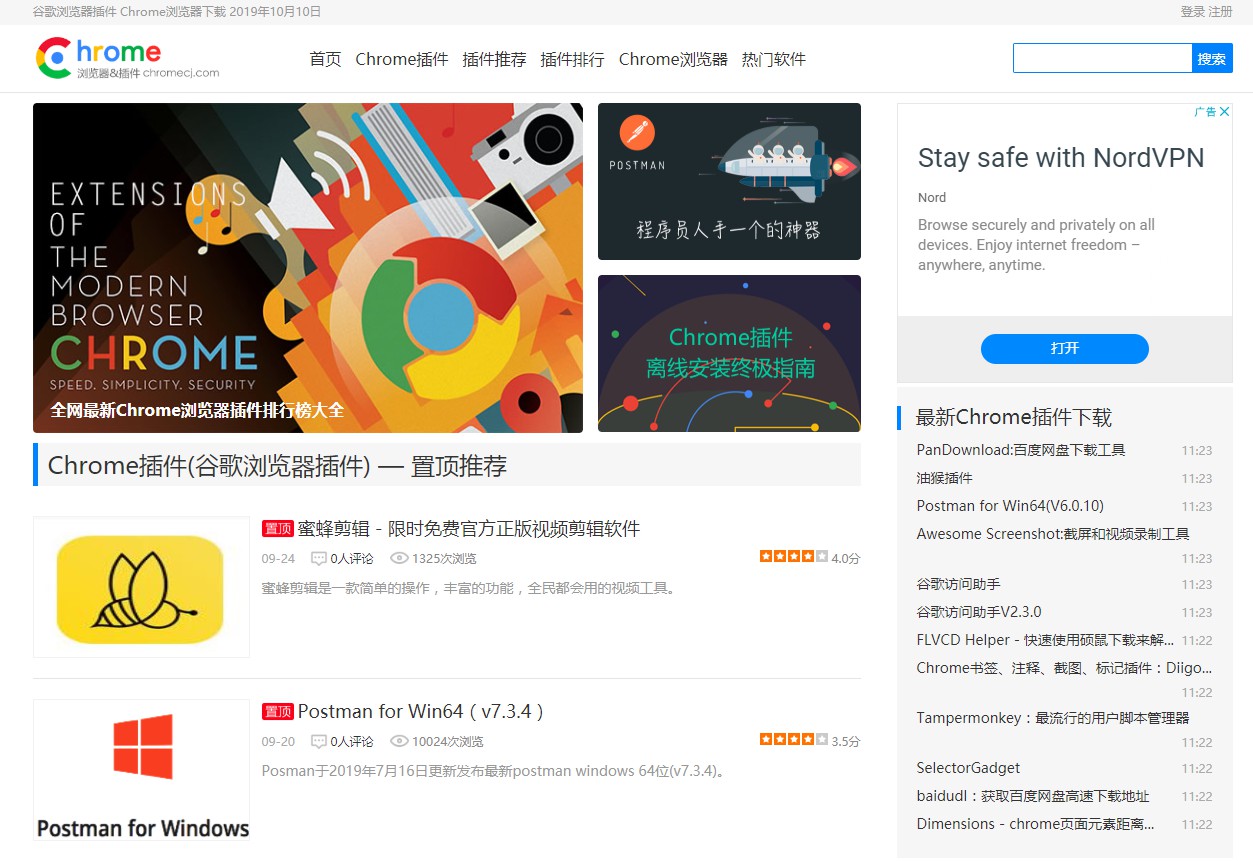 谷歌浏览器插件 Chrome浏览器下载 2019年10月10日
登录 注册
Chrome
浏览器&插件 chromecj.com
首页 Chrome插件 插件推荐 插件排行 Chrome浏览器 热门软件
搜索
EXTENSIONS
OF
THE
MODERN
BROWSER
CHROME
SPEED. SIMPLICITY. SECURITY
全网最新Chrome浏览器插件排行榜大全
POSTMAN
程序员人手一个的神器
Chrome插件
离线安装终极指南
广告
Stay safe with NordVPN
Nord
Browse securely and privately on all
devices. Enjoy internet freedom –
anywhere, anytime.
打开
Chrome插件(谷歌浏览器插件) — 置顶推荐
置顶 蜜蜂剪辑 - 限时免费官方正版视频剪辑软件
09-24 0人评论 1325次浏览 4.0分
蜜蜂剪辑是一款简单的操作，丰富的功能，全民都会用的视频工具。
Postman for Windows
置顶 Postman for Win64（v7.3.4）
09-20 0人评论 10024次浏览 3.5分
Posman于2019年7月16日更新发布最新postman windows 64位(v7.3.4)。
最新Chrome插件下载
PanDownload:百度网盘下载工具 11:23
油猴插件 11:23
Postman for Win64(V6.0.10) 11:23
Awesome Screenshot:截屏和视频录制工具
11:23
谷歌访问助手 11:23
谷歌访问助手V2.3.0 11:23
FLVCD Helper - 快速使用硕鼠下载来解... 11:22
Chrome书签、注释、截图、标记插件：Diigo...
11:22
Tampermonkey：最流行的用户脚本管理器
11:22
SelectorGadget 11:22
baidudl：获取百度网盘高速下载地址 11:22
Dimensions - chrome页面元素距离... 11:22